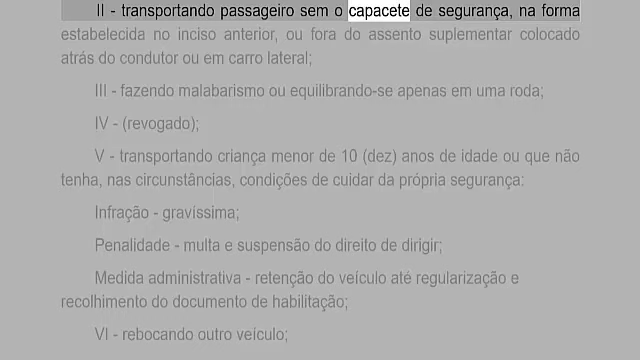 II - transportando passageiro sem o capacete de segurança, na forma
estabelecida no inciso anterior, ou fora do assento suplementar colocado
atrás do condutor ou em carro lateral;
III - fazendo malabarismo ou equilibrando-se apenas em uma roda;
IV - (revogado);
V - transportando criança menor de 10 (dez) anos de idade ou que não
tenha, nas circunstâncias, condições de cuidar da própria segurança:
Infração - gravíssima;
Penalidade - multa e suspensão do direito de dirigir;
Medida administrativa - retenção do veículo até regularização e
recolhimento do documento de habilitação;
VI - rebocando outro veículo;